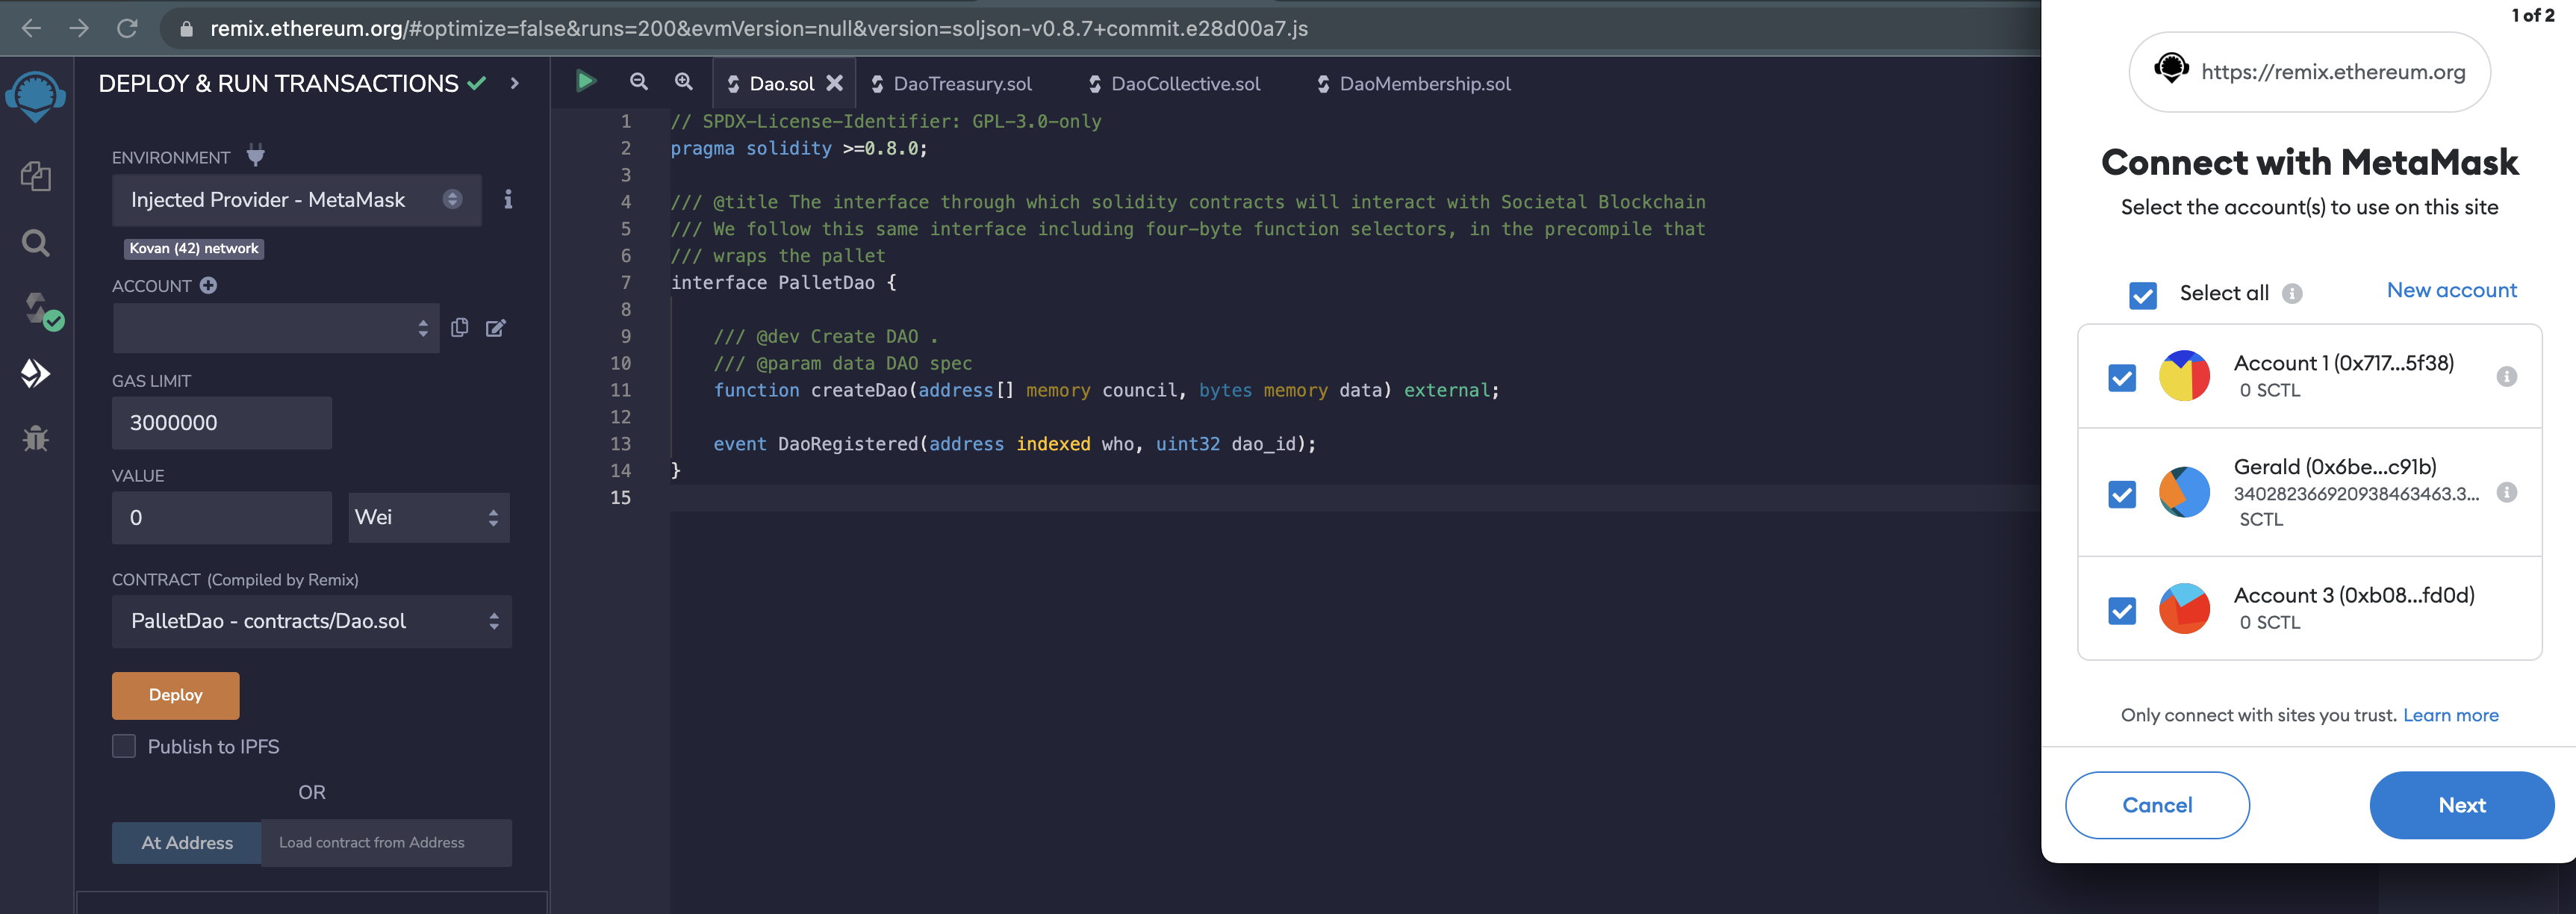 remix.ethereum.org/#optimize=false&runs=200&evmVersion=null&version=soljson-v0.8.7+commit.e28d00a7.js
DEPLOY & RUN TRANSACTIONS
ENVIRONMENT
Injected Provider - MetaMask
Kovan (42) network
ACCOUNT
GAS LIMIT
3000000
VALUE
0
Wei
CONTRACT (Compiled by Remix)
PalletDao - contracts/Dao.sol
Deploy
Publish to IPFS
OR
At Address
Load contract from Address
Dao.sol
DaoTreasury.sol
DaoCollective.sol
DaoMembership.sol
1 // SPDX-License-Identifier: GPL-3.0-only
2 pragma solidity >=0.8.0;
3
4 /// @title The interface through which solidity contracts will interact with Societal Blockchain
5 /// We follow this same interface including four-byte function selectors, in the precompile that
6 /// wraps the pallet
7 interface PalletDao {
8
9 /// @dev Create DAO .
10 /// @param data DAO spec
11 function createDao(address[] memory council, bytes memory data) external;
12
13 event DaoRegistered(address indexed who, uint32 dao_id);
14 }
15
1 of 2
https://remix.ethereum.org
Connect with MetaMask
Select the account(s) to use on this site
Select all
New account
Account 1 (0x717...5f38)
0 SCTL
Gerald (0x6be...c91b)
340282366920938463463.3...
SCTL
Account 3 (0xb08...fd0d)
0 SCTL
Only connect with sites you trust. Learn more
Cancel
Next